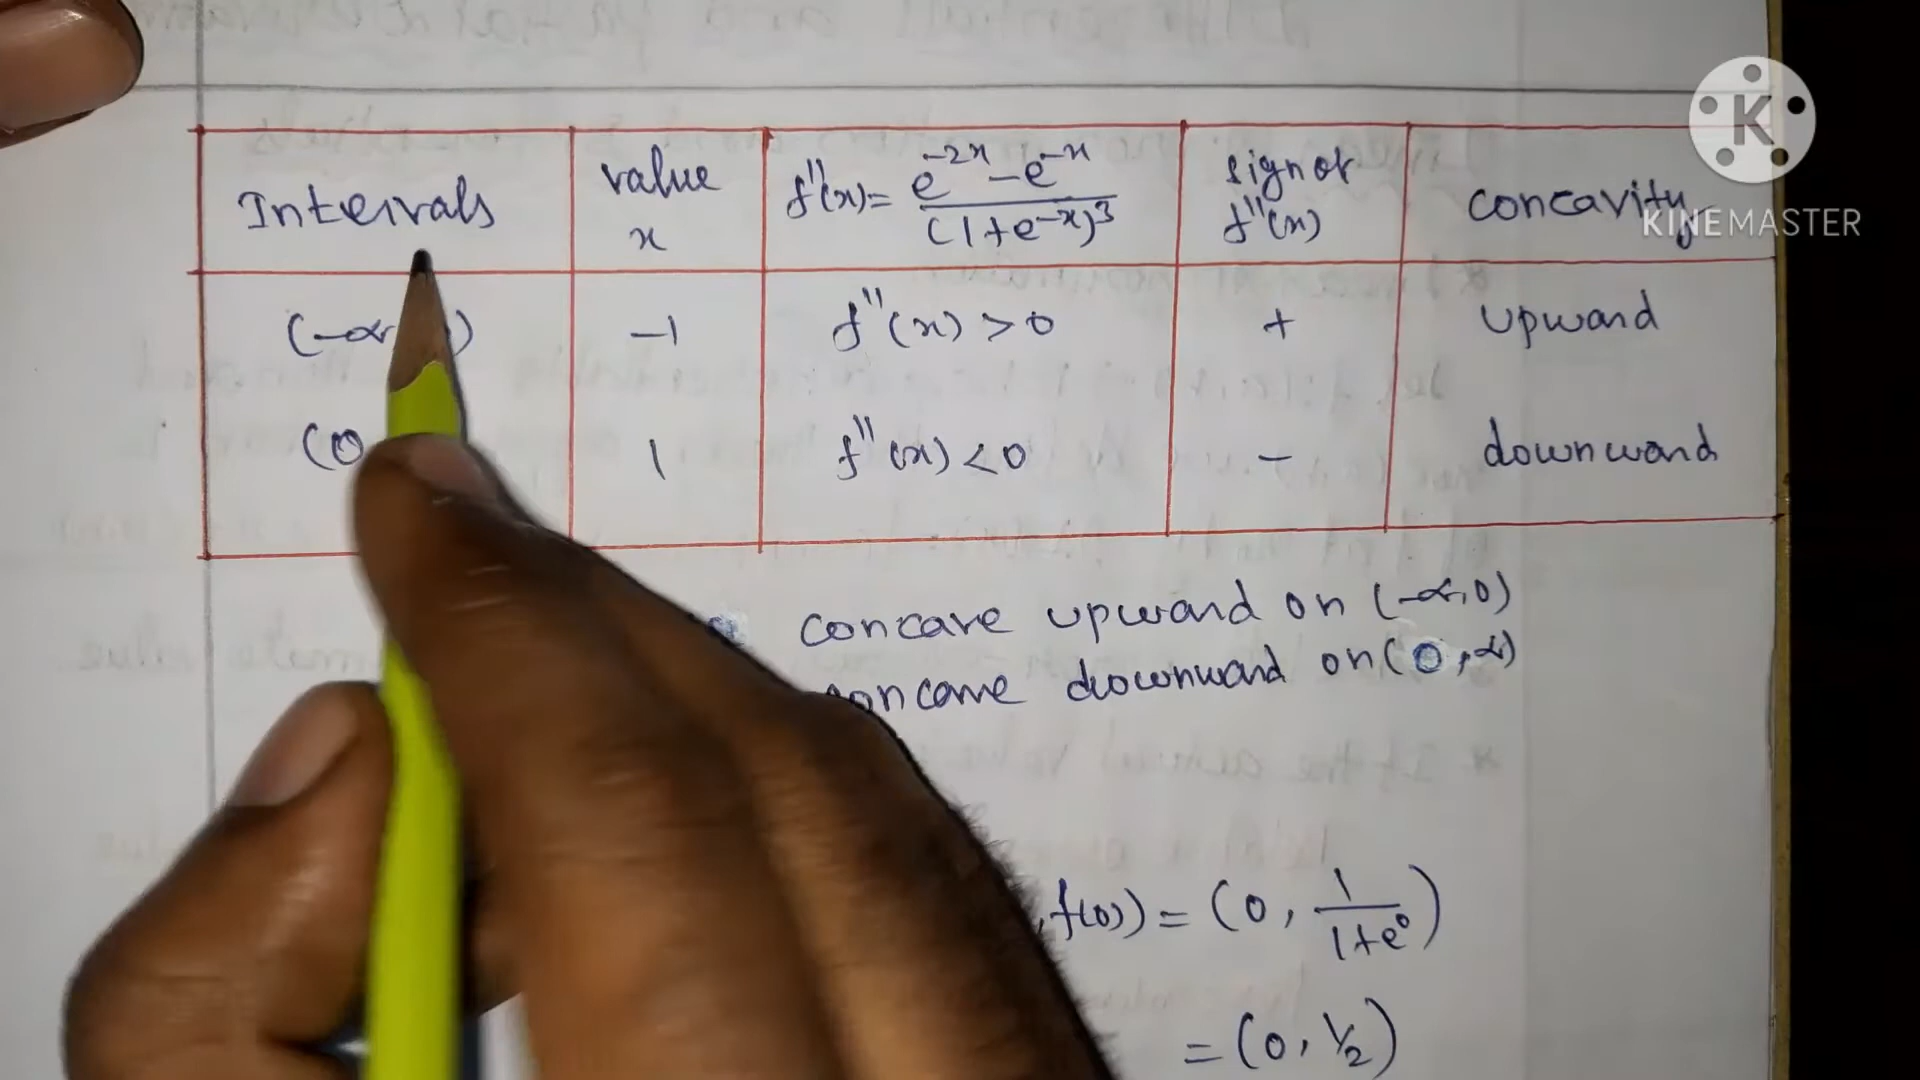 K
KINEMASTER
Intervals | value x | f''(x) = (e^{-2x} - e^{-x}) / (1+e^{-x})^3 | sign of f''(x) | concavity
(-∝ ) | -1 | f''(x) > 0 | + | upward
(0 | 1 | f''(x) < 0 | - | downward
concave upward on (-∝, 0)
concave downward on (0, ∝)
, f(0)) = (0, 1/(1+e^0))
= (0, 1/2)